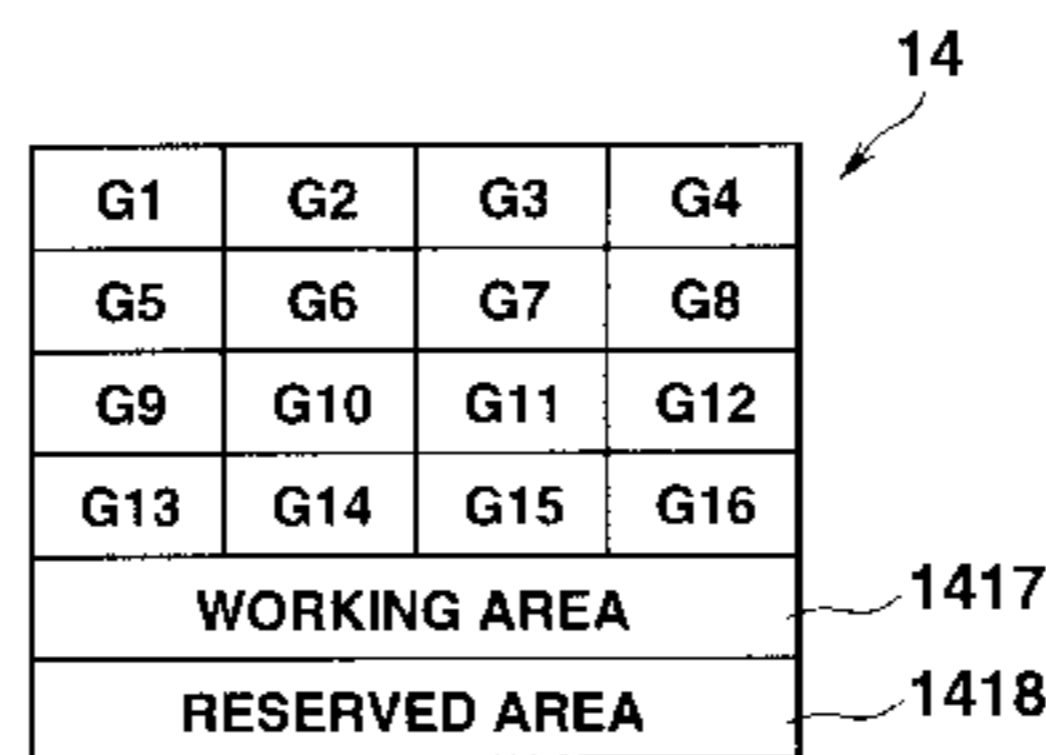 14
G1 G2 G3 G4
G5 G6 G7 G8
G9 G10 G11 G12
G13 G14 G15 G16
WORKING AREA 1417
RESERVED AREA 1418